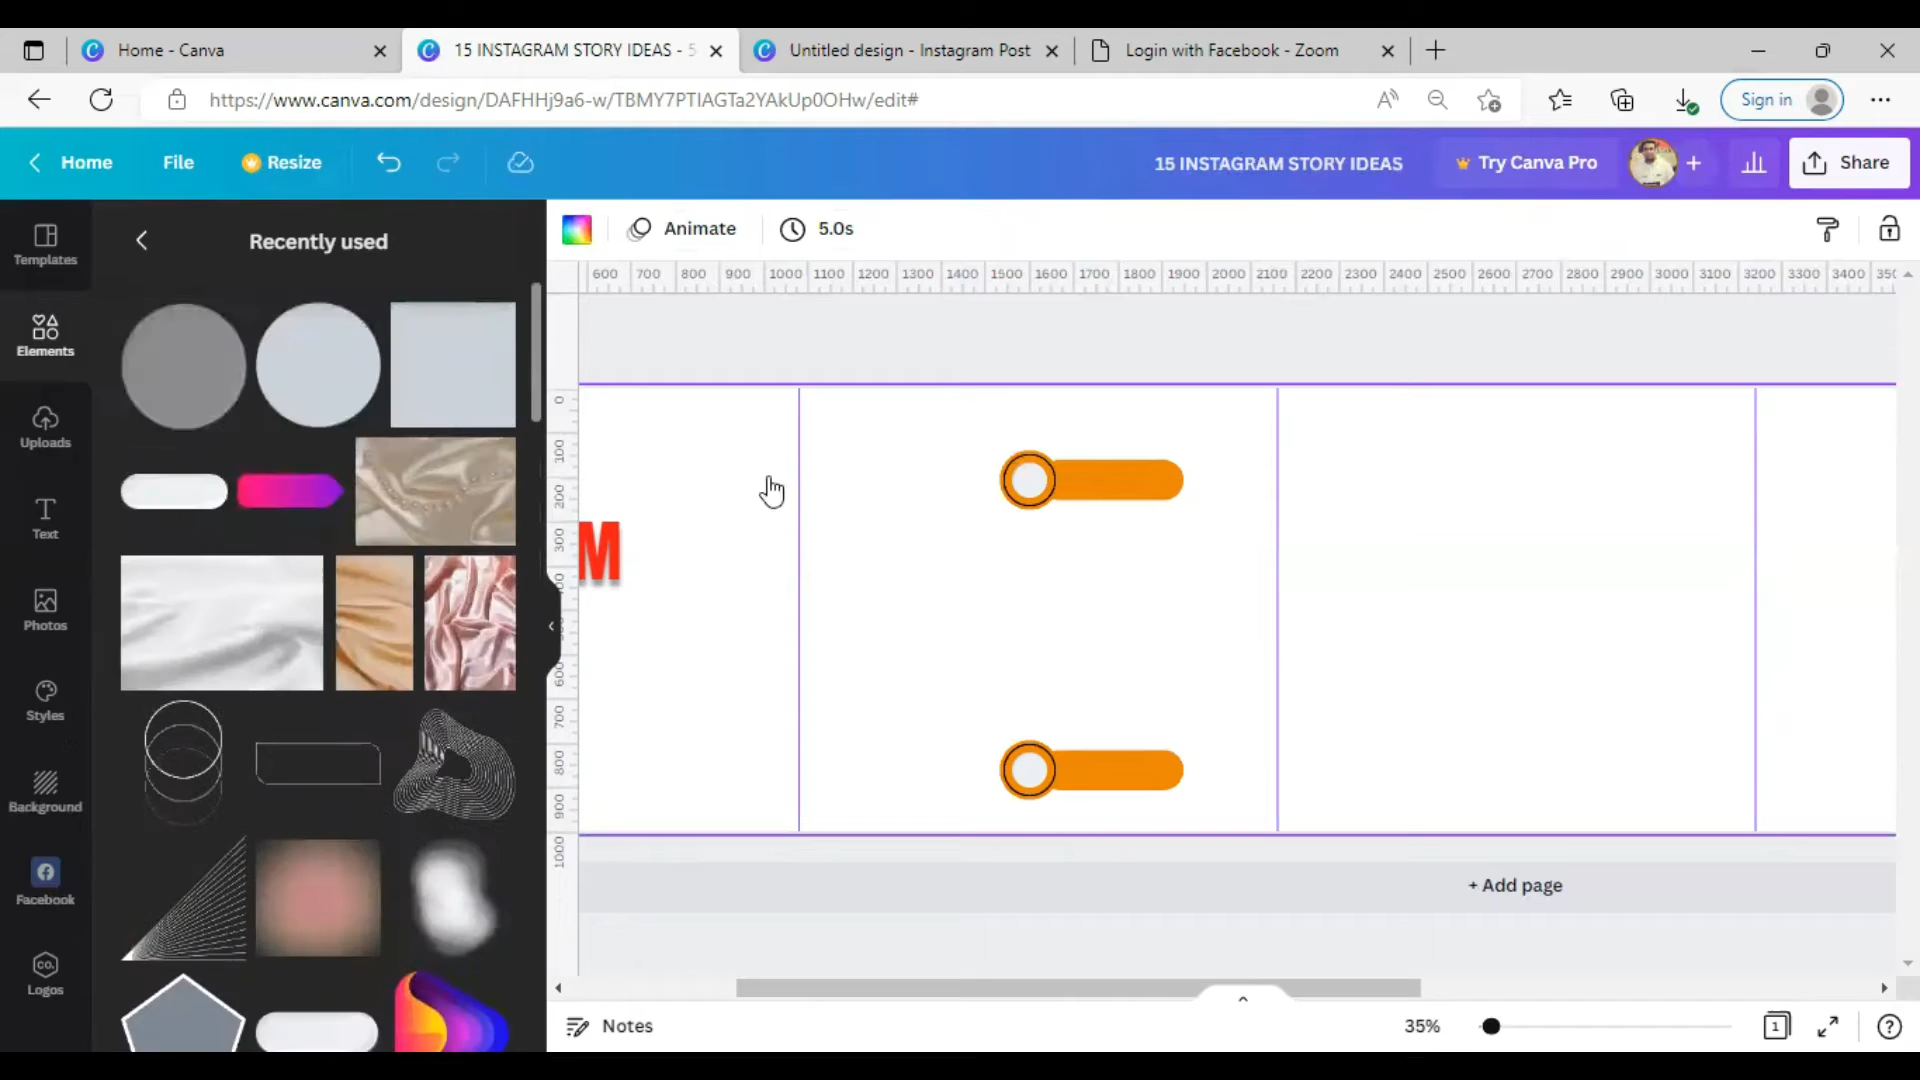 Home - Canva
15 INSTAGRAM STORY IDEAS - 5
Untitled design - Instagram Post
Login with Facebook - Zoom
https://www.canva.com/design/DAFHHj9a6-w/TBMY7PTIAGTa2YAkUp0OHw/edit#
Sign in
Home
File
Resize
15 INSTAGRAM STORY IDEAS
Try Canva Pro
Share
Templates
Elements
Uploads
Text
Photos
Styles
Background
Facebook
CO.
Logos
Recently used
Animate
5.0s
600 700 800 900 1000 1100 1200 1300 1400 1500 1600 1700 1800 1900 2000 2100 2200 2300 2400 2500 2600 2700 2800 2900 3000 3100 3200 3300 3400
0
100
200
300
600
700
800
900
1000
M
+ Add page
Notes
35%
1